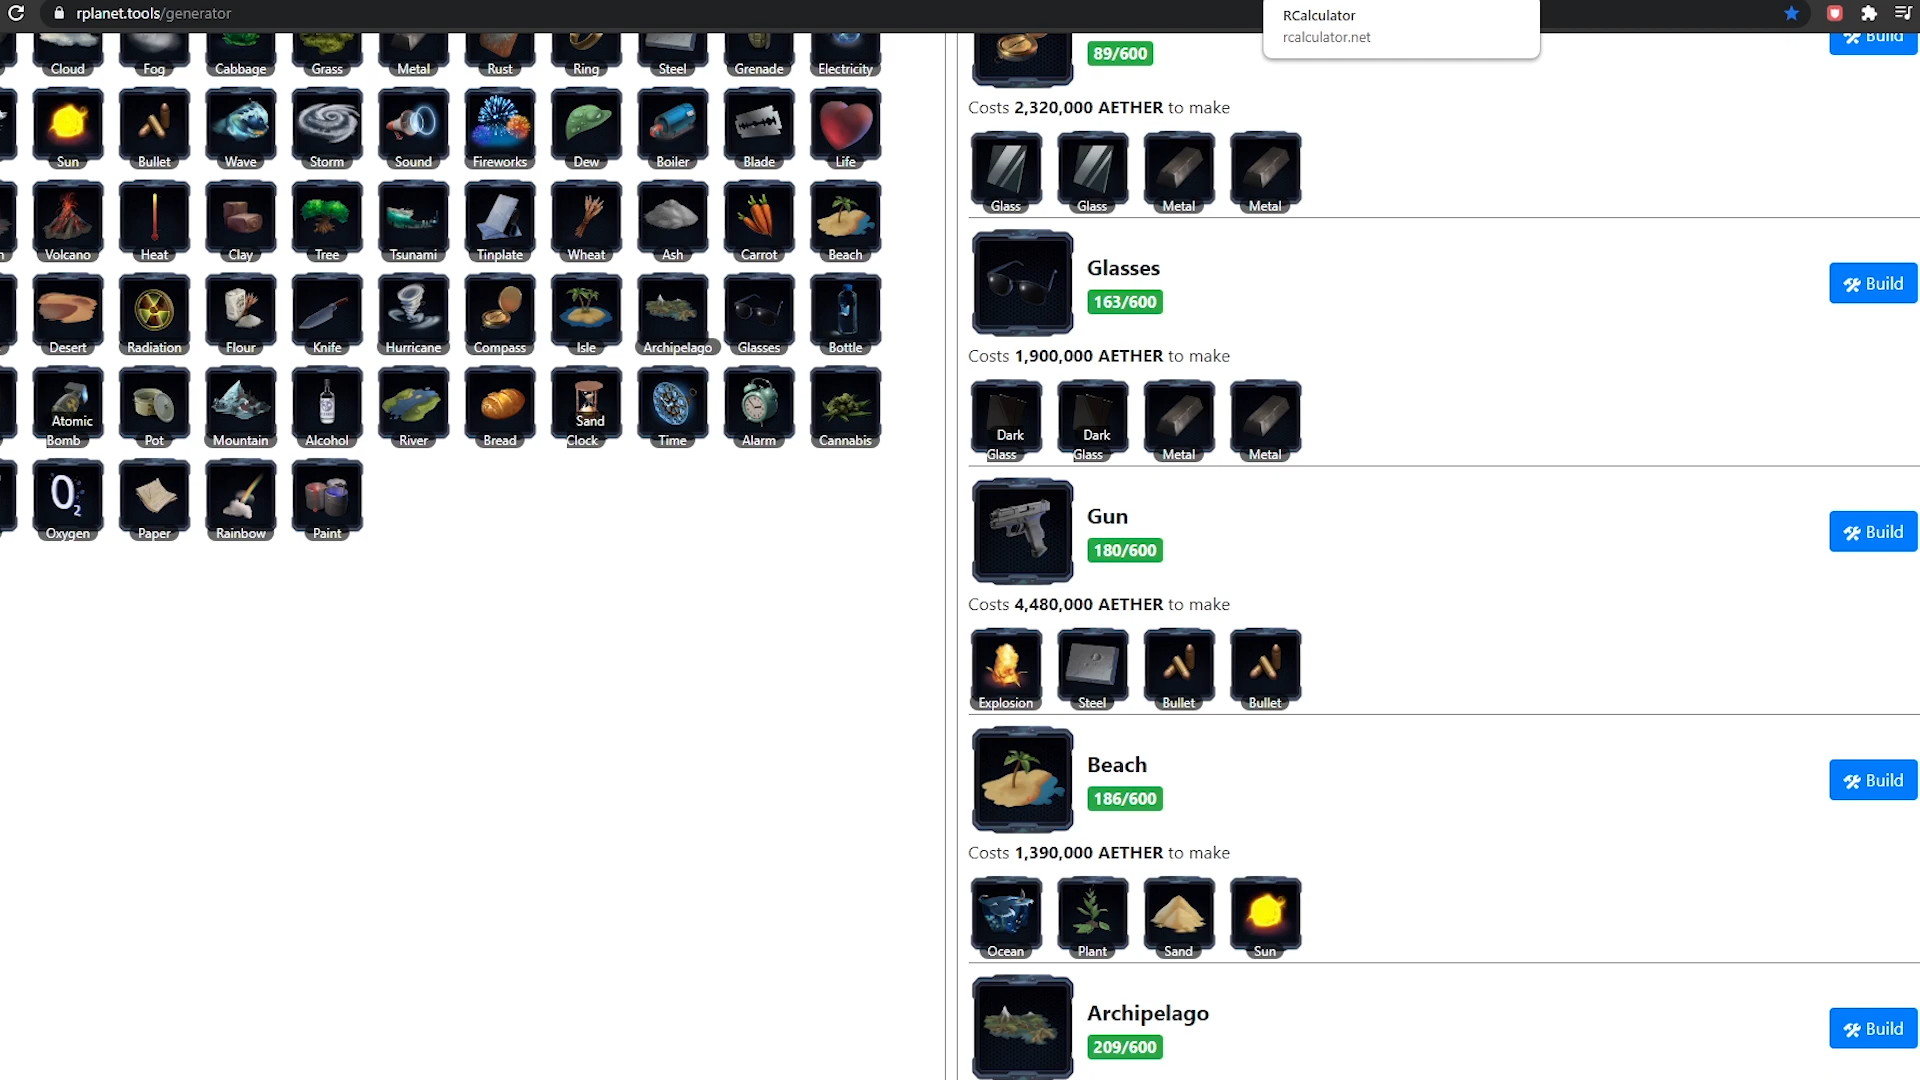 rplanet.tools/generator
RCalculator
rcalculator.net
Cloud
Fog
Cabbage
Grass
Metal
Rust
Ring
Steel
Grenade
Electricity
Sun
Bullet
Wave
Storm
Sound
Fireworks
Dew
Boiler
Blade
Life
Volcano
Heat
Clay
Tree
Tsunami
Tinplate
Wheat
Ash
Carrot
Beach
Desert
Radiation
Flour
Knife
Hurricane
Compass
Isle
Archipelago
Glasses
Bottle
Atomic
Bomb
Pot
Mountain
Alcohol
River
Bread
Sand
Clock
Time
Alarm
Cannabis
O2
Oxygen
Paper
Rainbow
Paint
89/600
Build
Costs 2,320,000 AETHER to make
Glass
Glass
Metal
Metal
Glasses
163/600
Build
Costs 1,900,000 AETHER to make
Dark
Glass
Dark
Glass
Metal
Metal
Gun
180/600
Build
Costs 4,480,000 AETHER to make
Explosion
Steel
Bullet
Bullet
Beach
186/600
Build
Costs 1,390,000 AETHER to make
Ocean
Plant
Sand
Sun
Archipelago
209/600
Build